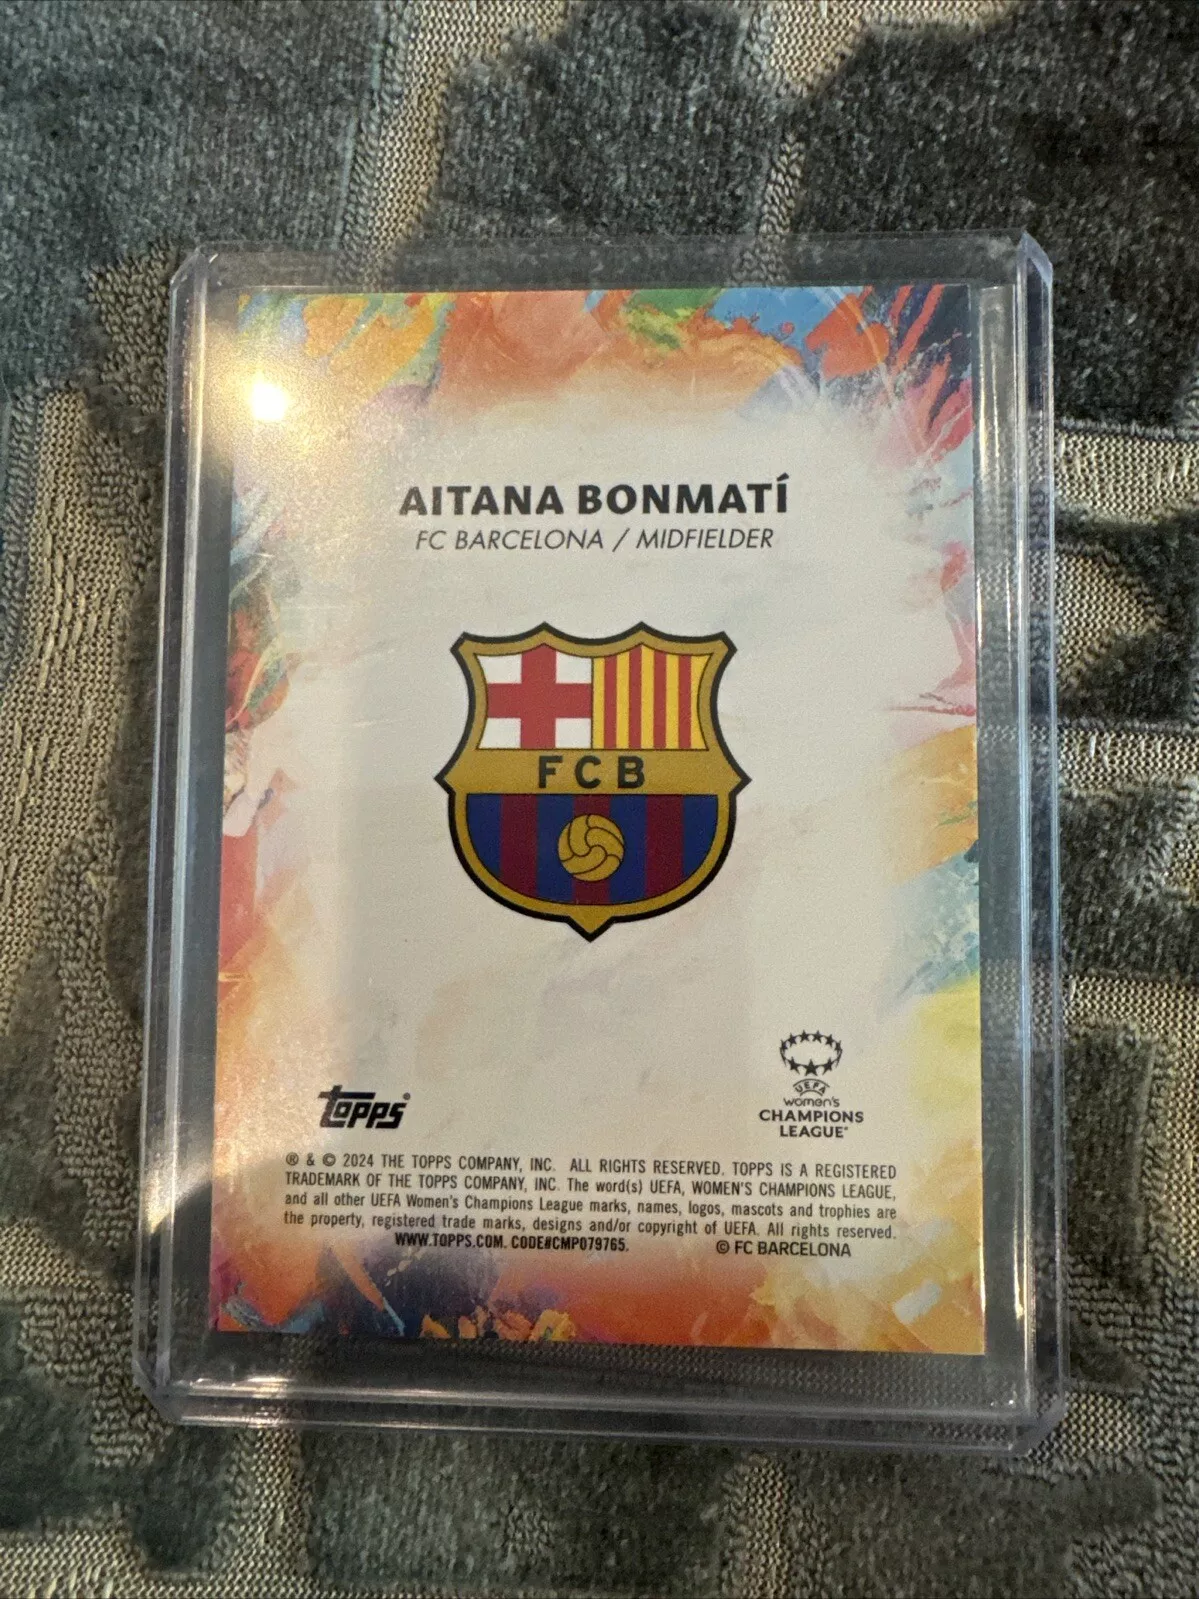 AITANA BONMATÍ
FC BARCELONA / MIDFIELDER
FCB
topps®
UEFA
women's
CHAMPIONS
LEAGUE™
® & © 2024 THE TOPPS COMPANY, INC. ALL RIGHTS RESERVED. TOPPS IS A REGISTERED
TRADEMARK OF THE TOPPS COMPANY, INC. The word(s) UEFA, WOMEN'S CHAMPIONS LEAGUE,
and all other UEFA Women's Champions League marks, names, logos, mascots and trophies are
the property, registered trade marks, designs and/or copyright of UEFA. All rights reserved.
WWW.TOPPS.COM. CODE#CMP079765. © FC BARCELONA